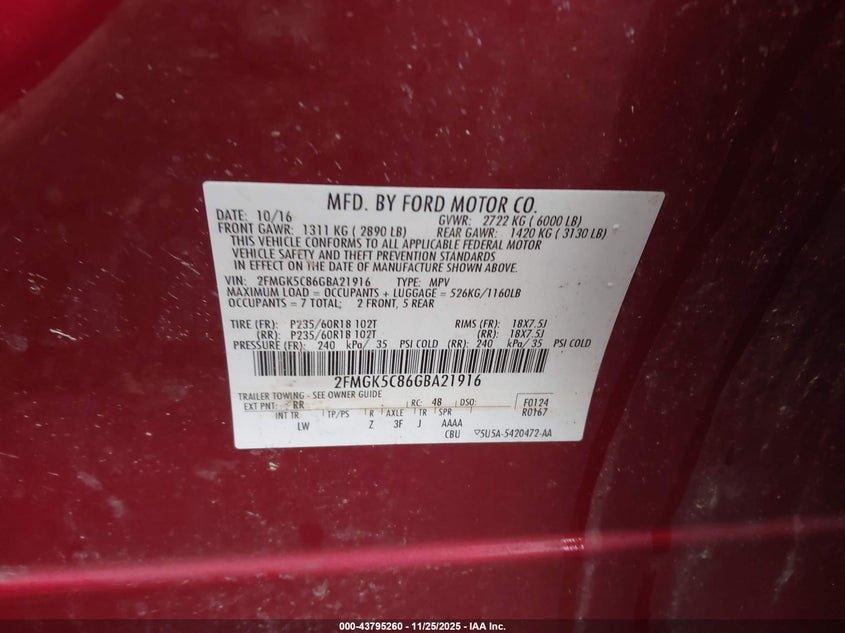 MFD. BY FORD MOTOR CO.
DATE: 10/16 GVWR: 2722 KG ( 6000 LB)
FRONT GAWR: 1311 KG ( 2890 LB) REAR GAWR: 1420 KG ( 3130 LB)
THIS VEHICLE CONFORMS TO ALL APPLICABLE FEDERAL MOTOR
VEHICLE SAFETY AND THEFT PREVENTION STANDARDS
IN EFFECT ON THE DATE OF MANUFACTURE SHOWN ABOVE.
VIN: 2FMGK5C86GBA21916 TYPE: MPV
MAXIMUM LOAD = OCCUPANTS + LUGGAGE = 526KG/1160LB
OCCUPANTS = 7 TOTAL; 2 FRONT, 5 REAR
TIRE (FR): P235/60R18 102T RIMS (FR): 18X7.5J
(RR): P235/60R18 102T (RR): 18X7.5J
PRESSURE (FR): 240 kPa/ 35 PSI COLD (RR): 240 kPa/ 35 PSI COLD
2FMGK5C86GBA21916
TRAILER TOWING - SEE OWNER GUIDE
EXT PNT: RR RC: 48 DSO: F0124
INT TR TP/PS R AXLE TR SPR R0167
LW Z 3F J AAAA
CBU 5U5A-5420472-AA
000-43795260 - 11/25/2025 - IAA Inc.